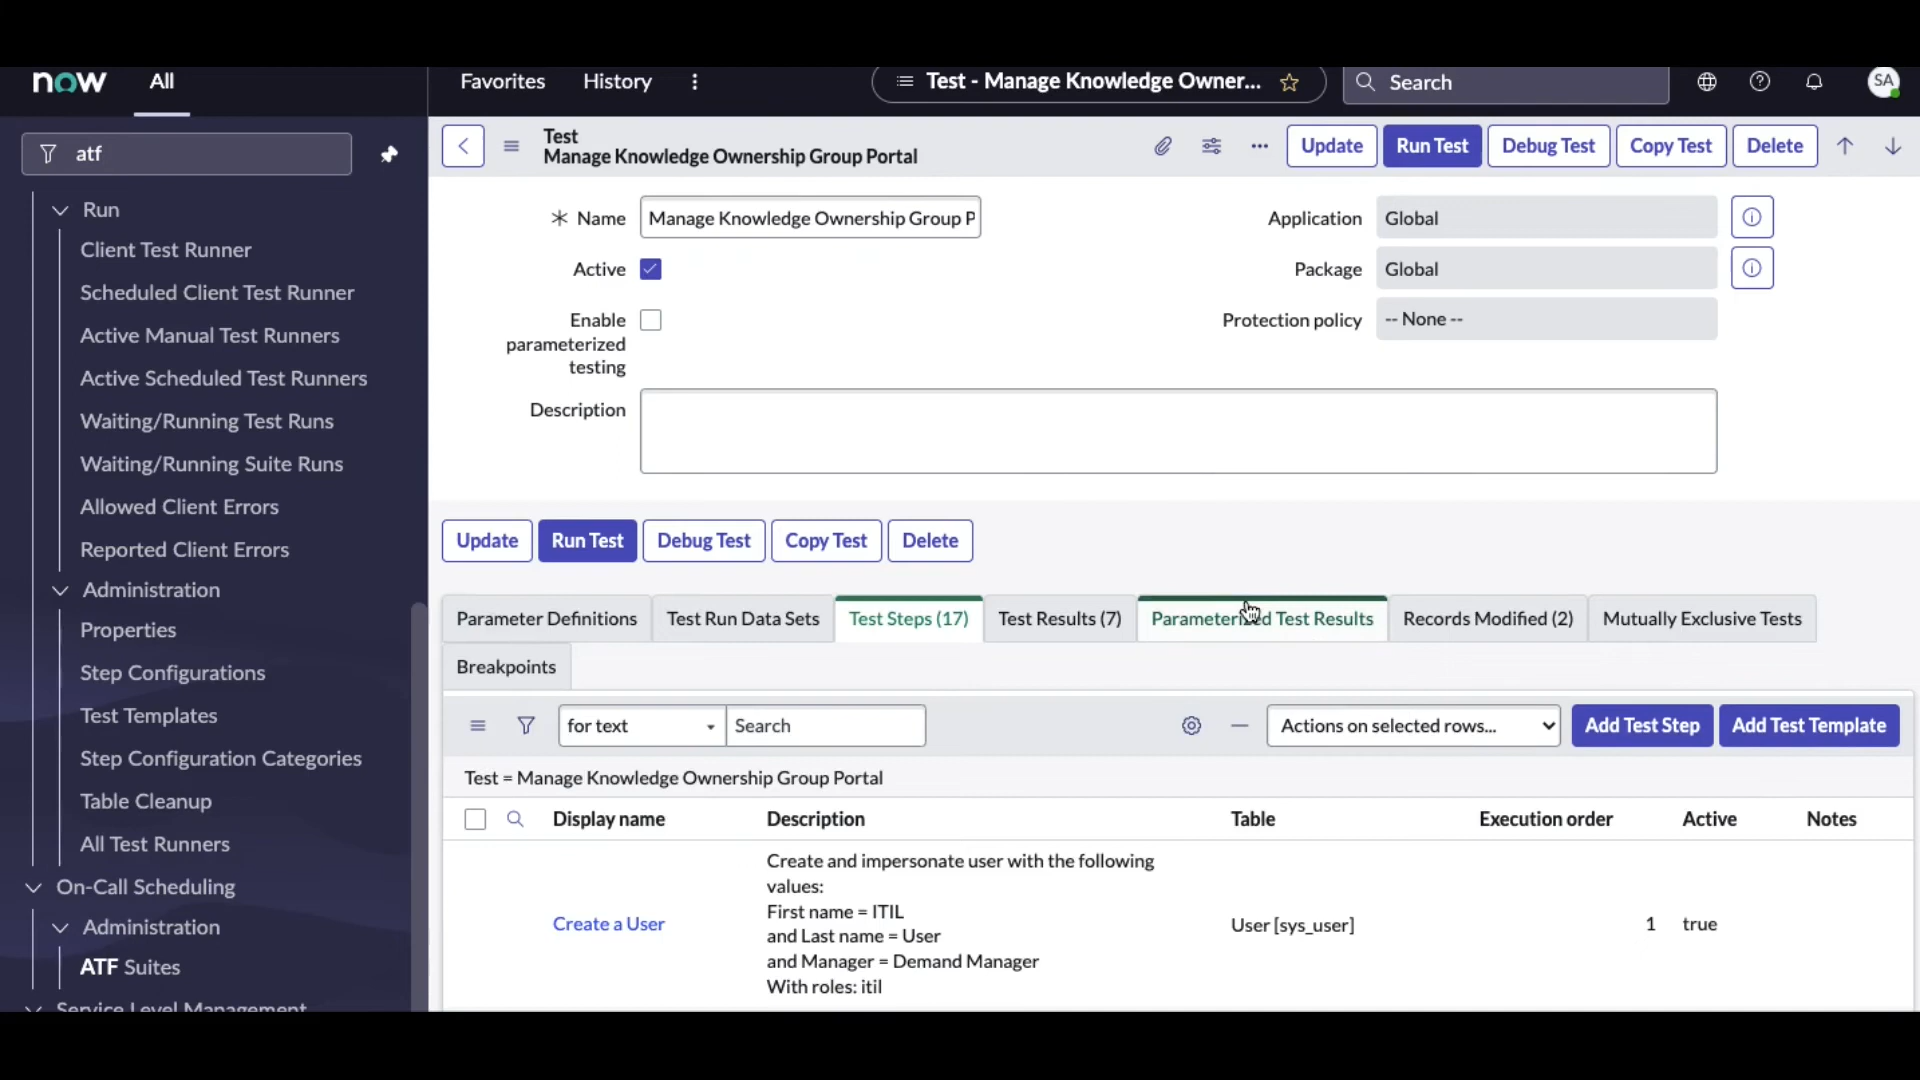 now
All
Favorites
History
Test - Manage Knowledge Owner...
Search
SA
atf
Run
Client Test Runner
Scheduled Client Test Runner
Active Manual Test Runners
Active Scheduled Test Runners
Waiting/Running Test Runs
Waiting/Running Suite Runs
Allowed Client Errors
Reported Client Errors
Administration
Properties
Step Configurations
Test Templates
Step Configuration Categories
Table Cleanup
All Test Runners
On-Call Scheduling
Administration
ATF Suites
Service Level Management
Test
Manage Knowledge Ownership Group Portal
Update
Run Test
Debug Test
Copy Test
Delete
Name
Manage Knowledge Ownership Group P
Active
Enable
parameterized
testing
Description
Application
Global
Package
Global
Protection policy
-- None --
Update
Run Test
Debug Test
Copy Test
Delete
Parameter Definitions
Test Run Data Sets
Test Steps (17)
Test Results (7)
Parameterized Test Results
Records Modified (2)
Mutually Exclusive Tests
Breakpoints
for text
Search
Actions on selected rows...
Add Test Step
Add Test Template
Test = Manage Knowledge Ownership Group Portal
Display name
Description
Table
Execution order
Active
Notes
Create a User
Create and impersonate user with the following
values:
First name = ITIL
and Last name = User
and Manager = Demand Manager
With roles: itil
User [sys_user]
1
true